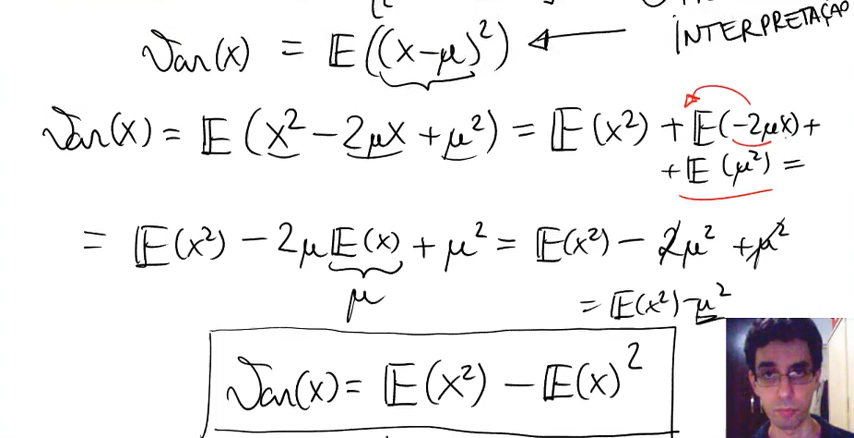 INTERPRETAÇÃO
Var(X) = 𝔼((X-μ)²)
Var(X) = 𝔼(X² - 2μX + μ²) = 𝔼(X²) + 𝔼(-2μX) +
+ 𝔼(μ²) =
= 𝔼(X²) - 2μ𝔼(X) + μ² = 𝔼(X²) - 2μ² + μ²
μ
= 𝔼(X²) - μ²
Var(X) = 𝔼(X²) - 𝔼(X)²